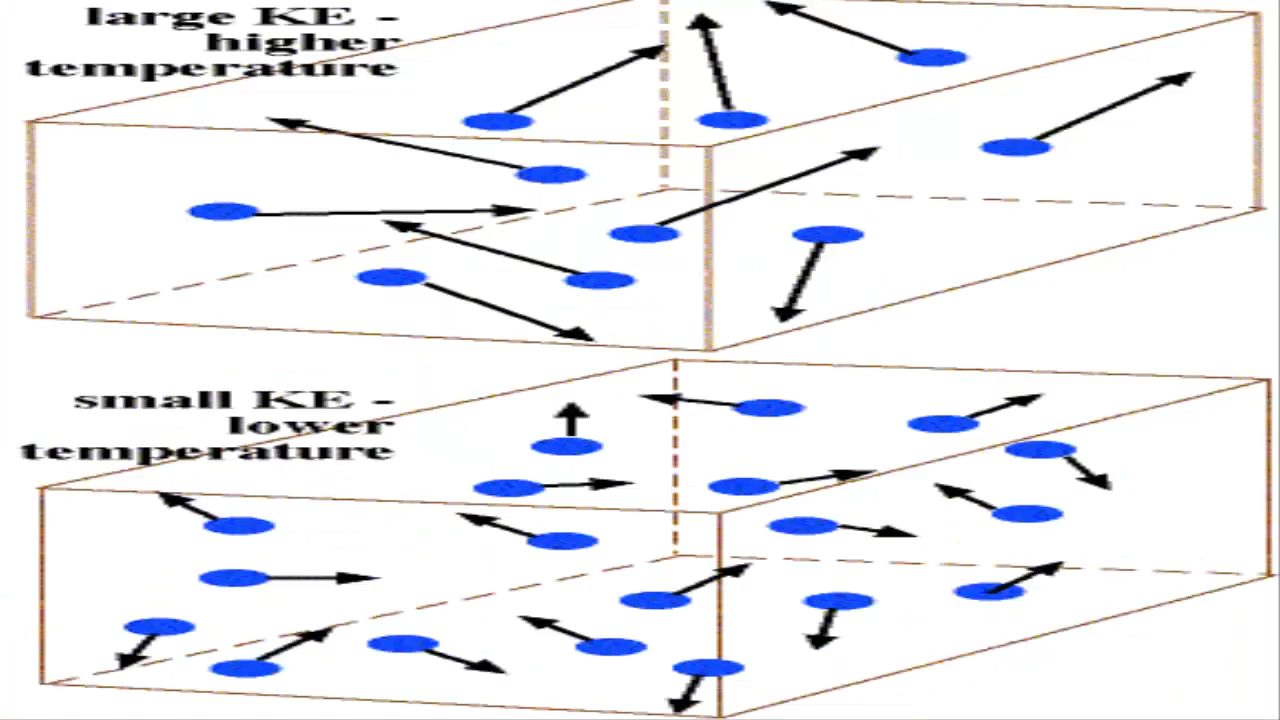 large KE -
higher
temperature
small KE -
lower
temperature